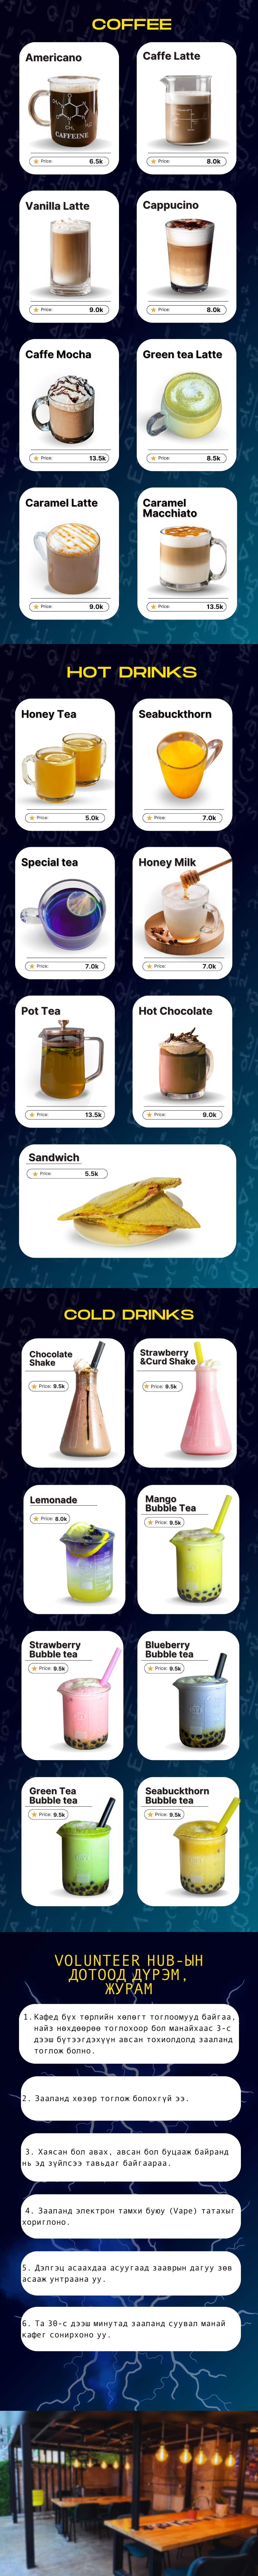 COFFEE
Americano
CAFFEINE
Price: 6.5k
Caffe Latte
Price: 8.0k
Vanilla Latte
Price: 9.0k
Cappucino
Price: 8.0k
Caffe Mocha
Price: 13.5k
Green tea Latte
Price: 8.5k
Caramel Latte
Price: 9.0k
Caramel
Macchiato
Price: 13.5k
HOT DRINKS
Honey Tea
Price: 5.0k
Seabuckthorn
Price: 7.0k
Special tea
Price: 7.0k
Honey Milk
Price: 7.0k
Pot Tea
Price: 13.5k
Hot Chocolate
Price: 9.0k
Sandwich
Price: 5.5k
COLD DRINKS
Chocolate
Shake
Price: 9.5k
Strawberry
&Curd Shake
Price: 9.5k
Lemonade
Price: 8.0k
Mango
Bubble Tea
Price: 9.5k
Strawberry
Bubble tea
Price: 9.5k
Blueberry
Bubble tea
Price: 9.5k
Green Tea
Bubble tea
Price: 9.5k
Seabuckthorn
Bubble tea
Price: 9.5k
VOLUNTEER HUB-ЫН
ДОТООД ДҮРЭМ,
ЖУРАМ
1. Кафед бүх төрлийн хөлөгт тоглоомууд байгаа,
найз нөхдөөрөө тоглохоор бол манайхаас 3-с
дээш бүтээгдэхүүн авсан тохиолдолд зааланд
тоглож болно.
2. Зааланд хөзөр тоглож болохгүй ээ.
3. Хаясан бол авах, авсан бол буцааж байранд
нь эд зүйлсээ тавьдаг байгаараа.
4. Зааланд электрон тамхи буюу (Vape) татахыг
хориглоно.
5. Дэлгэц асаахдаа асуугаад зааврын дагуу зөв
асааж унтраана уу.
6. Та 30-с дээш минутад зааланд суувал манай
кафег сонирхоно уу.